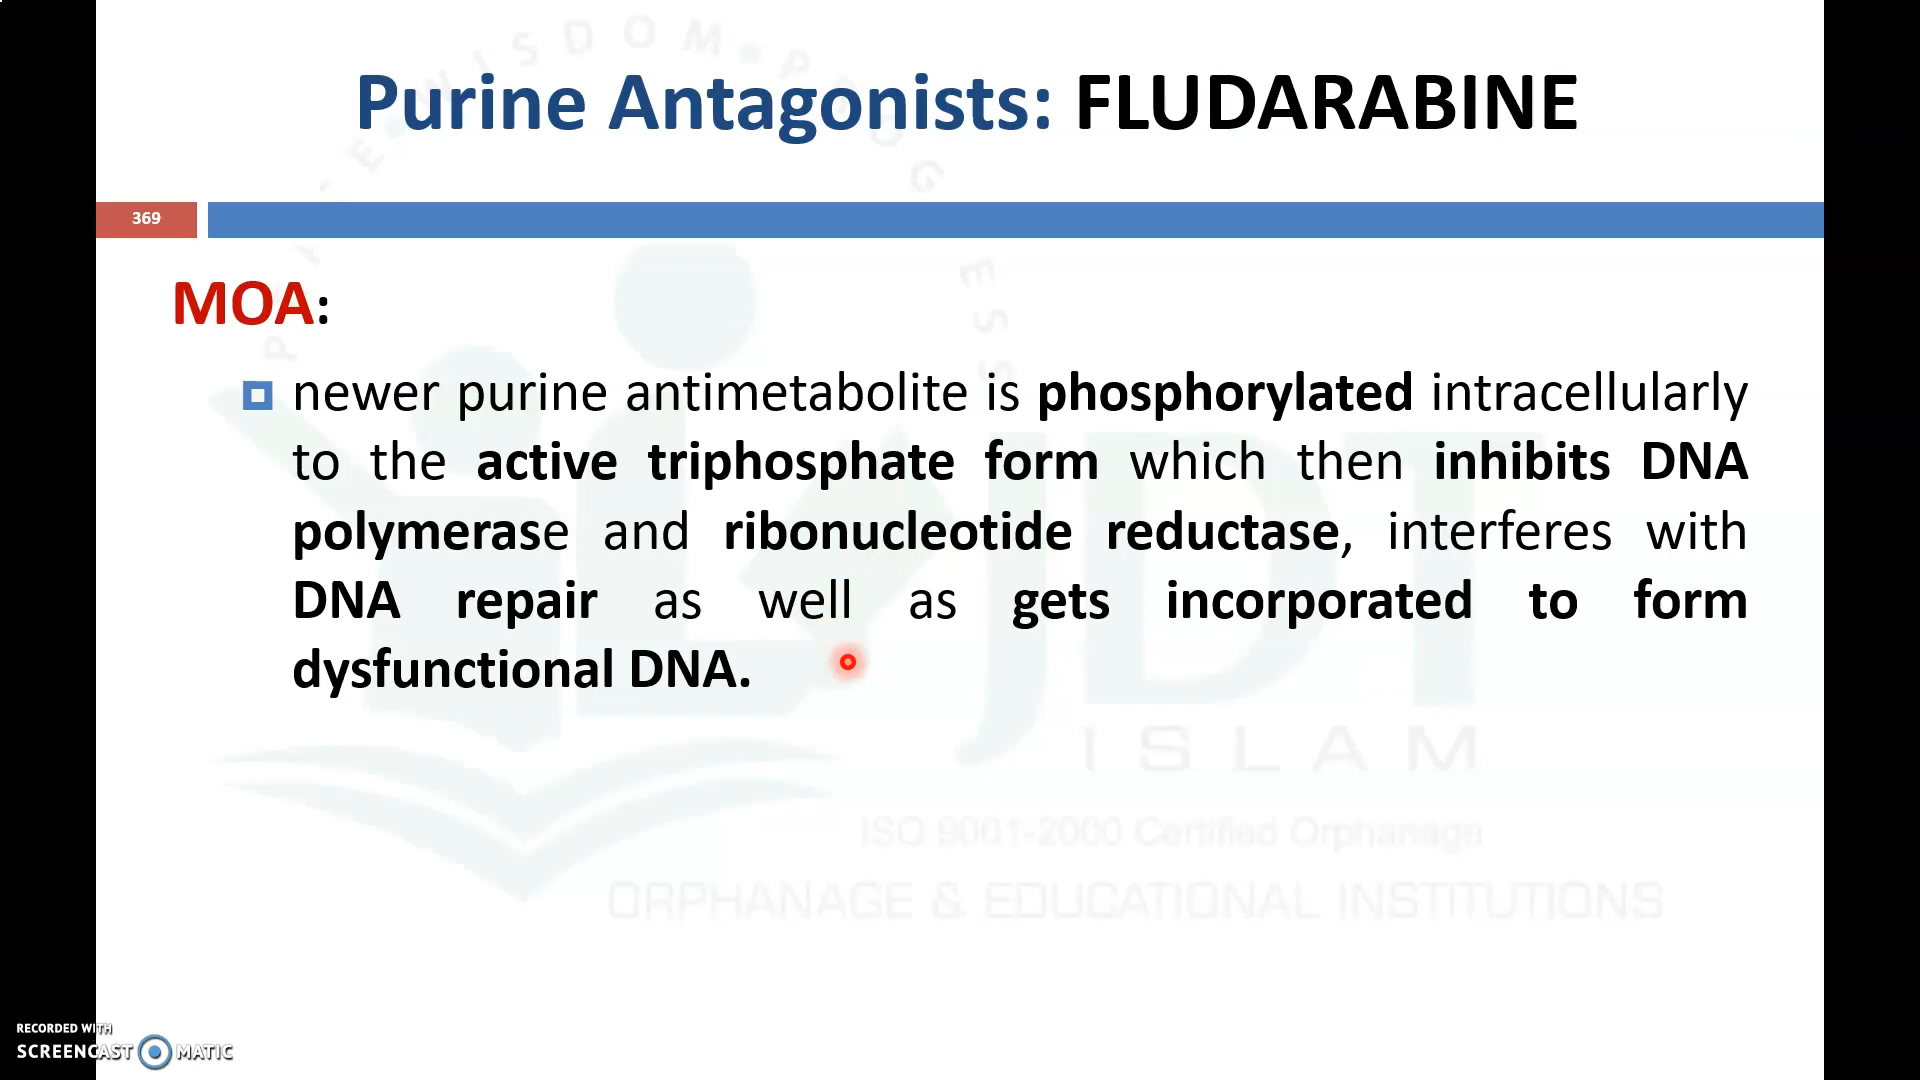 Purine Antagonists: FLUDARABINE
369
MOA:
newer purine antimetabolite is phosphorylated intracellularly
to the active triphosphate form which then inhibits DNA
polymerase and ribonucleotide reductase, interferes with
DNA repair as well as gets incorporated to form
dysfunctional DNA.
JDT
ISLAM
ISO 9001-2000 Certified Orphanage
ORPHANAGE & EDUCATIONAL INSTITUTIONS
RECORDED WITH
SCREENCAST MATIC